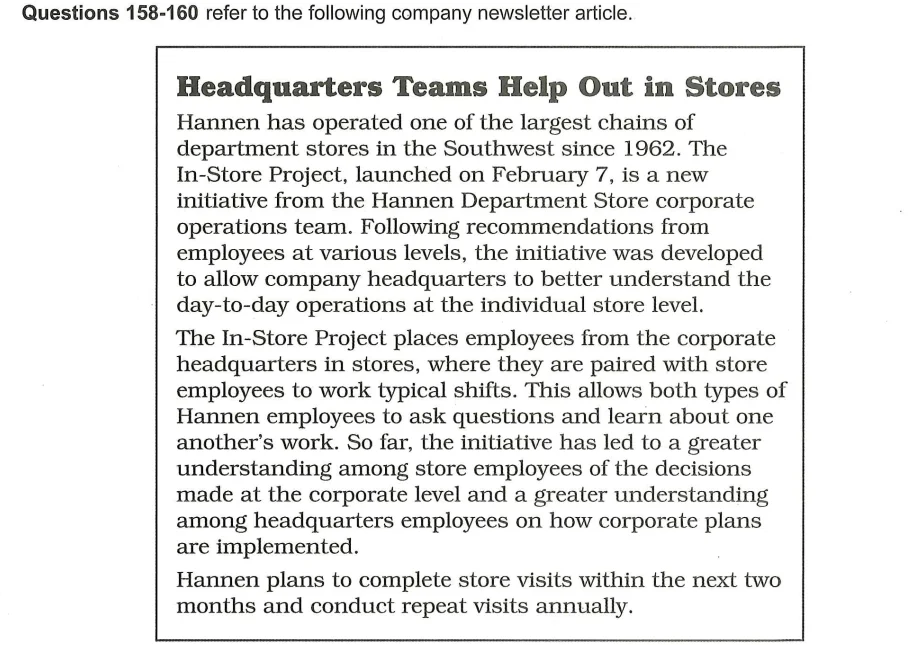 Questions 158-160 refer to the following company newsletter article.
Headquarters Teams Help Out in Stores
Hannen has operated one of the largest chains of
department stores in the Southwest since 1962. The
In-Store Project, launched on February 7, is a new
initiative from the Hannen Department Store corporate
operations team. Following recommendations from
employees at various levels, the initiative was developed
to allow company headquarters to better understand the
day-to-day operations at the individual store level.
The In-Store Project places employees from the corporate
headquarters in stores, where they are paired with store
employees to work typical shifts. This allows both types of
Hannen employees to ask questions and learn about one
another's work. So far, the initiative has led to a greater
understanding among store employees of the decisions
made at the corporate level and a greater understanding
among headquarters employees on how corporate plans
are implemented.
Hannen plans to complete store visits within the next two
months and conduct repeat visits annually.